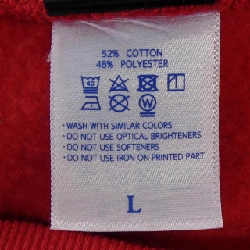 52% COTTON
48% POLYESTER
40
W
• WASH WITH SIMILAR COLORS
• DO NOT USE OPTICAL BRIGHTENERS
• DO NOT USE SOFTENERS
• DO NOT USE IRON ON PRINTED PART
L